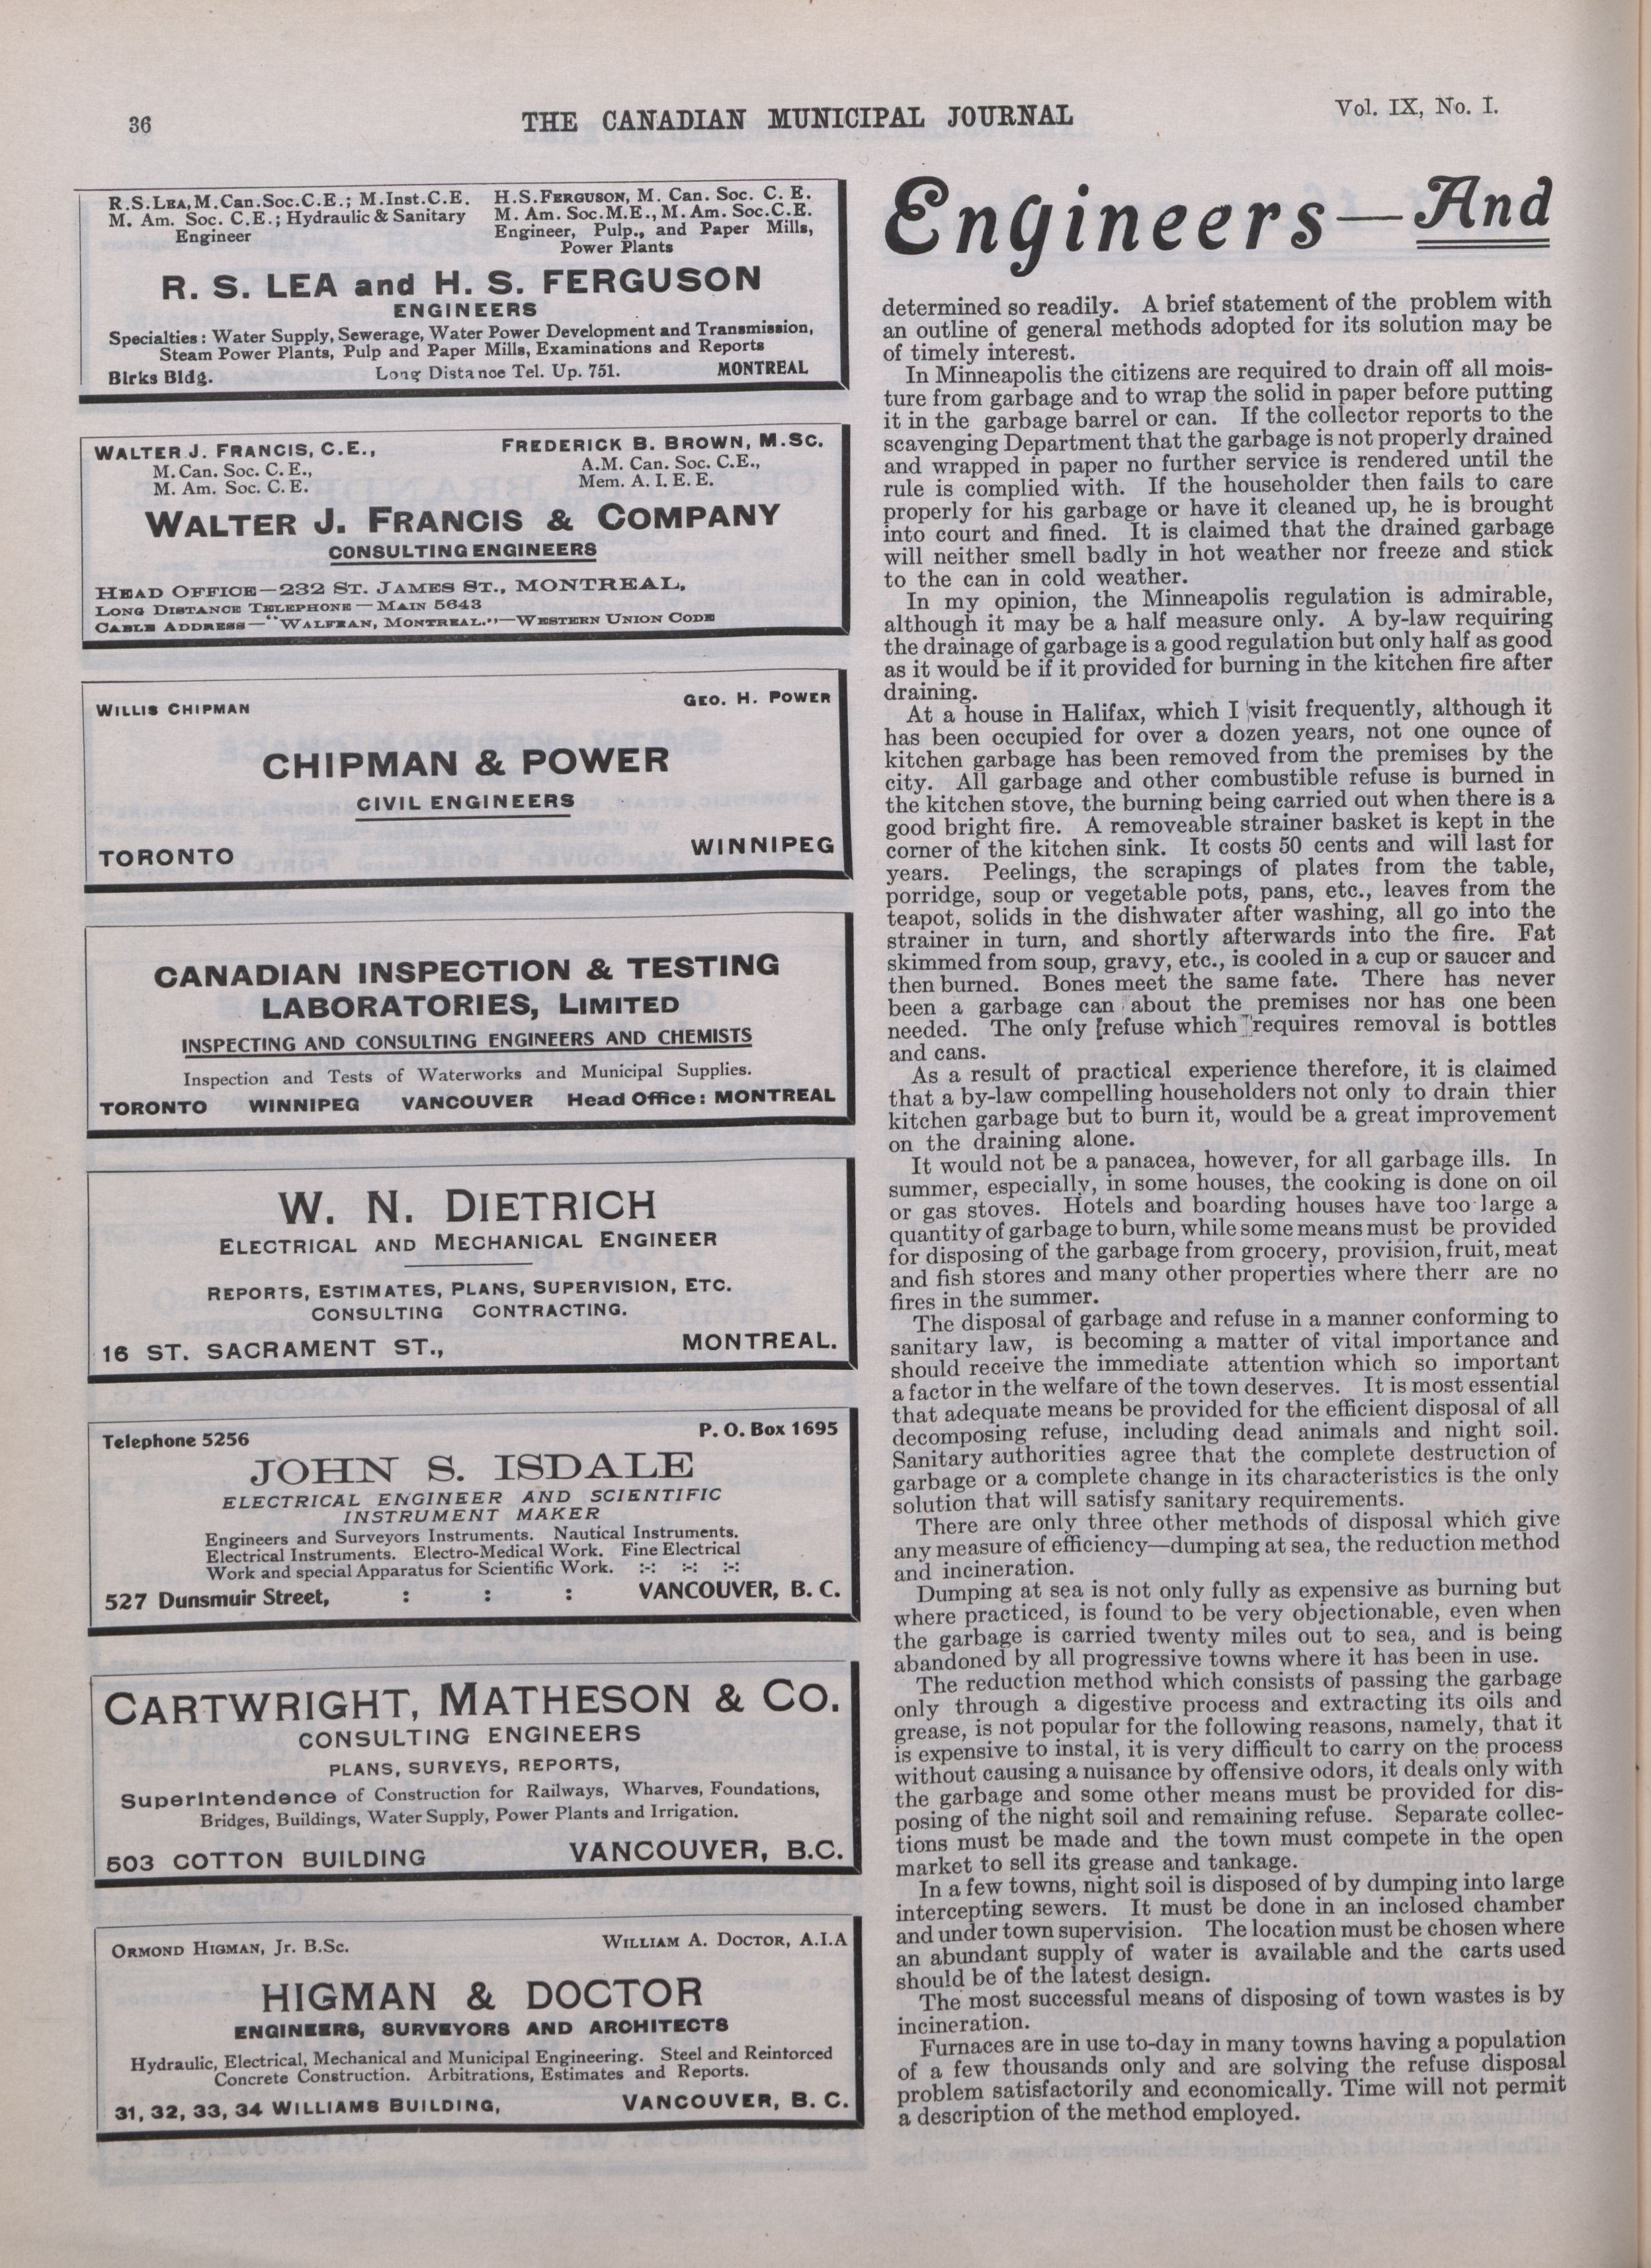 36
THE CANADIAN MUNICIPAL JOURNAL
Vol. IX, No. I.
R.S.LEA, M.Can.Soc.C.E.; M.Inst.C.E.
M. Am. Soc. C.E.; Hydraulic & Sanitary
Engineer
H.S.FERGUSON, M. Can. Soc. C. E.
M. Am. Soc.M.E., M. Am. Soc.C.E.
Engineer, Pulp., and Paper Mills,
Power Plants
R. S. LEA and H. S. FERGUSON
ENGINEERS
Specialties: Water Supply, Sewerage, Water Power Development and Transmission,
Steam Power Plants, Pulp and Paper Mills, Examinations and Reports
Birks Bldg. Long Distance Tel. Up. 751. MONTREAL
WALTER J. FRANCIS, C.E.,
M. Can. Soc. C. E.,
M. Am. Soc. C. E.
FREDERICK B. BROWN, M.SC.
A.M. Can. Soc. C.E.,
Mem. A. I. E. E.
WALTER J. FRANCIS & COMPANY
CONSULTING ENGINEERS
HEAD OFFICE—232 ST. JAMES ST., MONTREAL,
LONG DISTANCE TELEPHONE — MAIN 5643
CABLE ADDRESS—"WALFRAN, MONTREAL."—WESTERN UNION CODE
WILLIS CHIPMAN GEO. H. POWER
CHIPMAN & POWER
CIVIL ENGINEERS
TORONTO WINNIPEG
CANADIAN INSPECTION & TESTING
LABORATORIES, LIMITED
INSPECTING AND CONSULTING ENGINEERS AND CHEMISTS
Inspection and Tests of Waterworks and Municipal Supplies.
TORONTO WINNIPEG VANCOUVER Head Office: MONTREAL
W. N. DIETRICH
ELECTRICAL AND MECHANICAL ENGINEER
REPORTS, ESTIMATES, PLANS, SUPERVISION, ETC.
CONSULTING CONTRACTING.
16 ST. SACRAMENT ST., MONTREAL.
Telephone 5256 P. O. Box 1695
JOHN S. ISDALE
ELECTRICAL ENGINEER AND SCIENTIFIC
INSTRUMENT MAKER
Engineers and Surveyors Instruments. Nautical Instruments.
Electrical Instruments. Electro-Medical Work. Fine Electrical
Work and special Apparatus for Scientific Work. :-: :-: :-:
527 Dunsmuir Street, : : : VANCOUVER, B. C.
CARTWRIGHT, MATHESON & CO.
CONSULTING ENGINEERS
PLANS, SURVEYS, REPORTS,
Superintendence of Construction for Railways, Wharves, Foundations,
Bridges, Buildings, Water Supply, Power Plants and Irrigation.
503 COTTON BUILDING VANCOUVER, B.C.
ORMOND HIGMAN, Jr. B.Sc. WILLIAM A. DOCTOR, A.I.A
HIGMAN & DOCTOR
ENGINEERS, SURVEYORS AND ARCHITECTS
Hydraulic, Electrical, Mechanical and Municipal Engineering. Steel and Reinforced
Concrete Construction. Arbitrations, Estimates and Reports.
31, 32, 33, 34 WILLIAMS BUILDING, VANCOUVER, B. C.
Engineers—And
determined so readily. A brief statement of the problem with
an outline of general methods adopted for its solution may be
of timely interest.
In Minneapolis the citizens are required to drain off all mois-
ture from garbage and to wrap the solid in paper before putting
it in the garbage barrel or can. If the collector reports to the
scavenging Department that the garbage is not properly drained
and wrapped in paper no further service is rendered until the
rule is complied with. If the householder then fails to care
properly for his garbage or have it cleaned up, he is brought
into court and fined. It is claimed that the drained garbage
will neither smell badly in hot weather nor freeze and stick
to the can in cold weather.
In my opinion, the Minneapolis regulation is admirable,
although it may be a half measure only. A by-law requiring
the drainage of garbage is a good regulation but only half as good
as it would be if it provided for burning in the kitchen fire after
draining.
At a house in Halifax, which I visit frequently, although it
has been occupied for over a dozen years, not one ounce of
kitchen garbage has been removed from the premises by the
city. All garbage and other combustible refuse is burned in
the kitchen stove, the burning being carried out when there is a
good bright fire. A removeable strainer basket is kept in the
corner of the kitchen sink. It costs 50 cents and will last for
years. Peelings, the scrapings of plates from the table,
porridge, soup or vegetable pots, pans, etc., leaves from the
teapot, solids in the dishwater after washing, all go into the
strainer in turn, and shortly afterwards into the fire. Fat
skimmed from soup, gravy, etc., is cooled in a cup or saucer and
then burned. Bones meet the same fate. There has never
been a garbage can about the premises nor has one been
needed. The only [refuse which requires removal is bottles
and cans.
As a result of practical experience therefore, it is claimed
that a by-law compelling householders not only to drain thier
kitchen garbage but to burn it, would be a great improvement
on the draining alone.
It would not be a panacea, however, for all garbage ills. In
summer, especially, in some houses, the cooking is done on oil
or gas stoves. Hotels and boarding houses have too large a
quantity of garbage to burn, while some means must be provided
for disposing of the garbage from grocery, provision, fruit, meat
and fish stores and many other properties where therr are no
fires in the summer.
The disposal of garbage and refuse in a manner conforming to
sanitary law, is becoming a matter of vital importance and
should receive the immediate attention which so important
a factor in the welfare of the town deserves. It is most essential
that adequate means be provided for the efficient disposal of all
decomposing refuse, including dead animals and night soil.
Sanitary authorities agree that the complete destruction of
garbage or a complete change in its characteristics is the only
solution that will satisfy sanitary requirements.
There are only three other methods of disposal which give
any measure of efficiency—dumping at sea, the reduction method
and incineration.
Dumping at sea is not only fully as expensive as burning but
where practiced, is found to be very objectionable, even when
the garbage is carried twenty miles out to sea, and is being
abandoned by all progressive towns where it has been in use.
The reduction method which consists of passing the garbage
only through a digestive process and extracting its oils and
grease, is not popular for the following reasons, namely, that it
is expensive to instal, it is very difficult to carry on the process
without causing a nuisance by offensive odors, it deals only with
the garbage and some other means must be provided for dis-
posing of the night soil and remaining refuse. Separate collec-
tions must be made and the town must compete in the open
market to sell its grease and tankage.
In a few towns, night soil is disposed of by dumping into large
intercepting sewers. It must be done in an inclosed chamber
and under town supervision. The location must be chosen where
an abundant supply of water is available and the carts used
should be of the latest design.
The most successful means of disposing of town wastes is by
incineration.
Furnaces are in use to-day in many towns having a population
of a few thousands only and are solving the refuse disposal
problem satisfactorily and economically. Time will not permit
a description of the method employed.